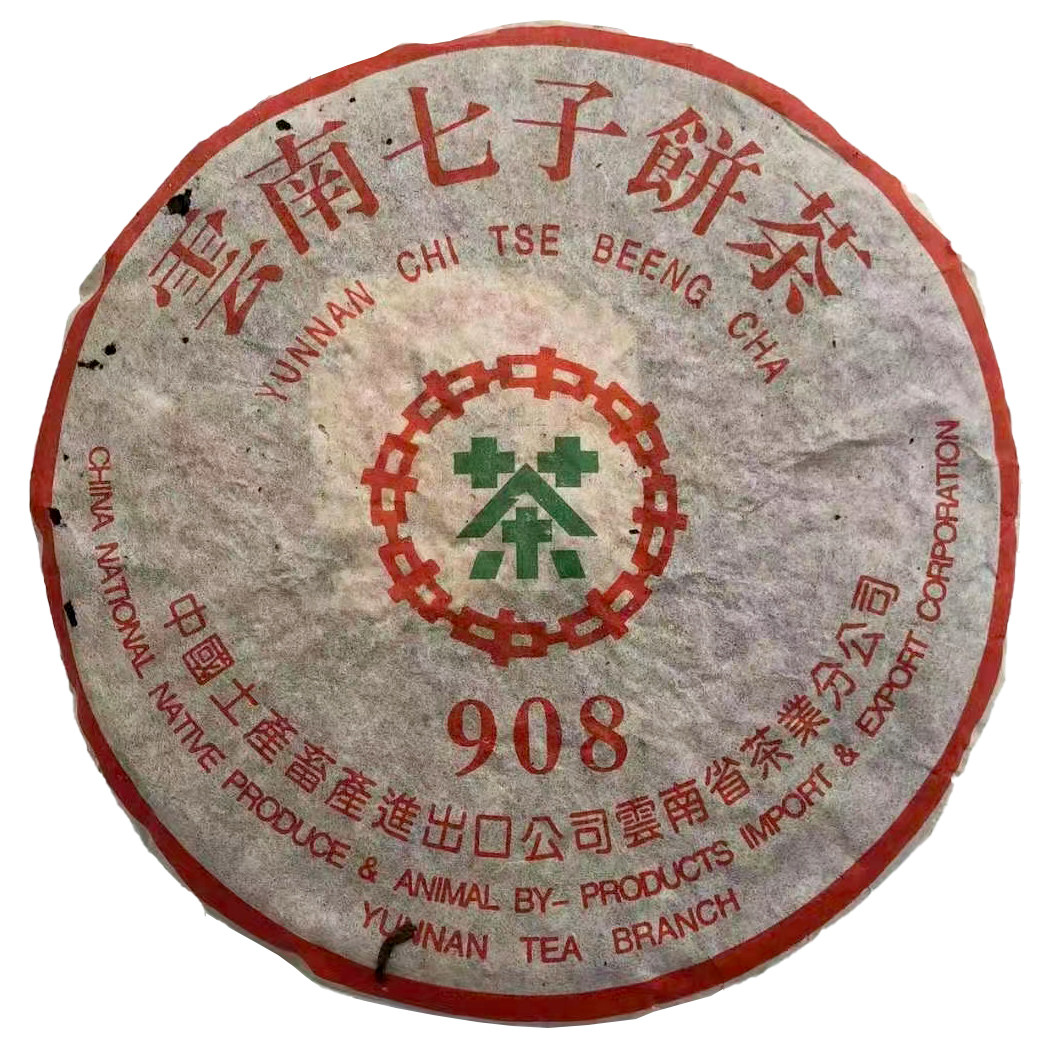 雲南七子餅茶
YUNNAN CHI TSE BEENG CHA
茶
908
中國土產畜產進出口公司雲南省茶業分公司
CHINA NATIONAL NATIVE PRODUCE & ANIMAL BY- PRODUCTS IMPORT & EXPORT CORPORATION
YUNNAN TEA BRANCH